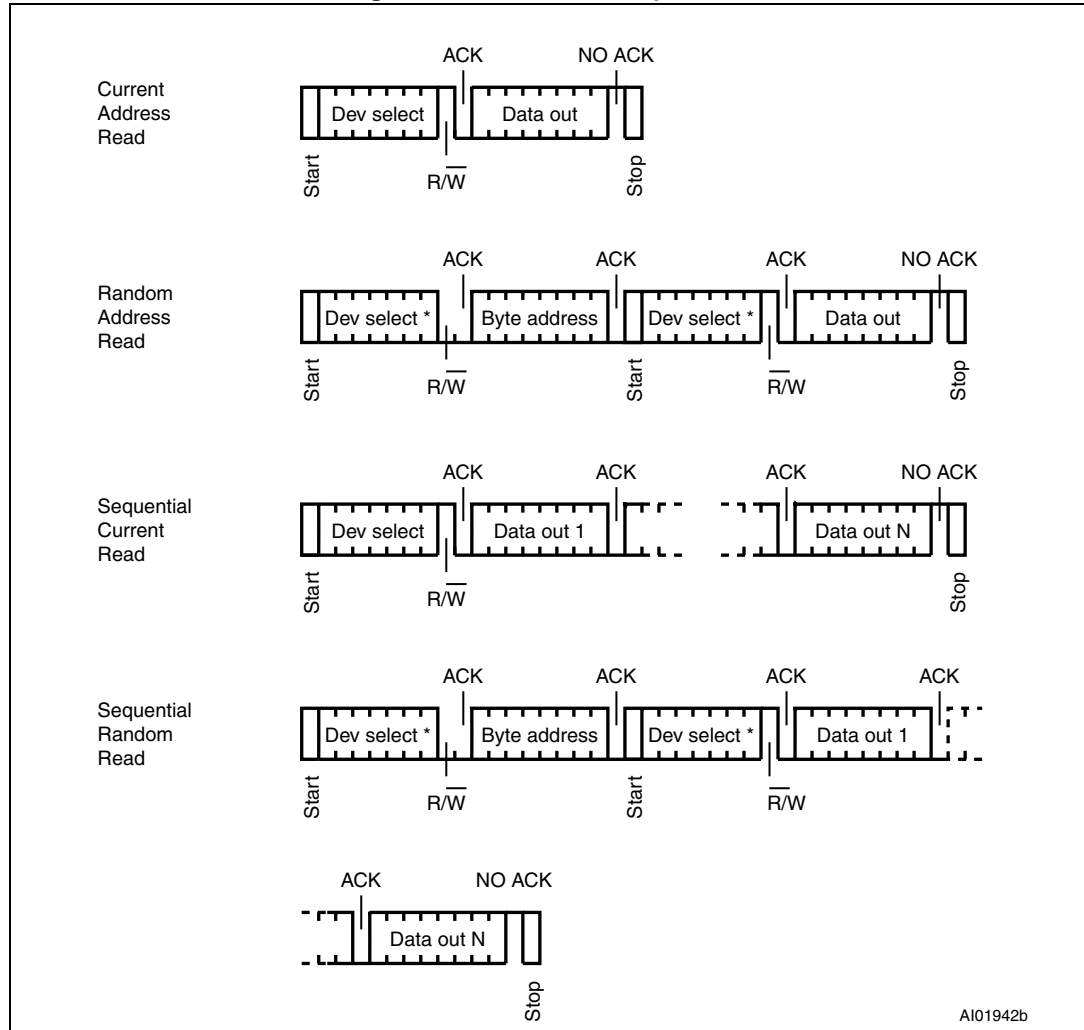 ACK NO ACK
Current
Address
Read
Dev select Data out
Start R/W Stop
ACK ACK ACK NO ACK
Random
Address
Read
Dev select * Byte address Dev select * Data out
Start R/W Start R/W Stop
ACK ACK ACK NO ACK
Sequential
Current
Read
Dev select Data out 1 Data out N
Start R/W Stop
ACK ACK ACK ACK
Sequential
Random
Read
Dev select * Byte address Dev select * Data out 1
Start R/W Start R/W
ACK NO ACK
Data out N
Stop
AI01942b